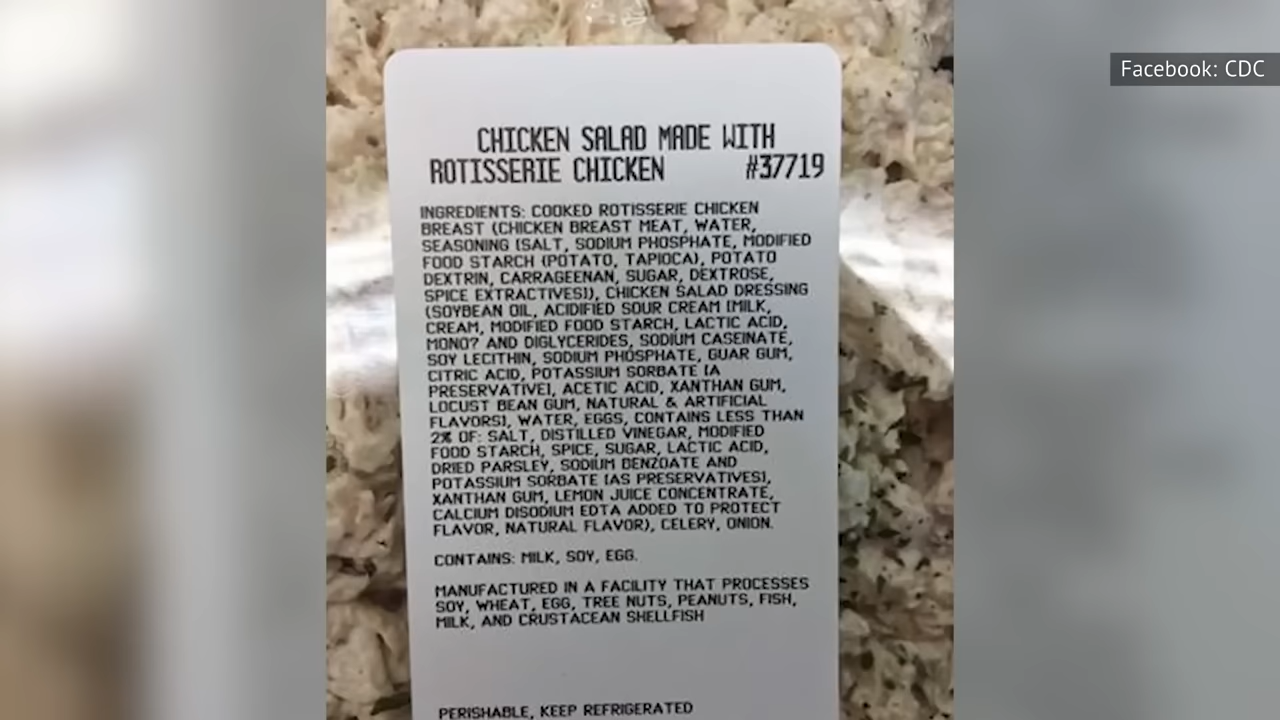 Facebook: CDC
CHICKEN SALAD MADE WITH
ROTISSERIE CHICKEN #37719
INGREDIENTS: COOKED ROTISSERIE CHICKEN
BREAST (CHICKEN BREAST MEAT, WATER,
SEASONING [SALT, SODIUM PHOSPHATE, MODIFIED
FOOD STARCH (POTATO, TAPIOCA), POTATO
DEXTRIN, CARRAGEENAN, SUGAR, DEXTROSE,
SPICE EXTRACTIVES]), CHICKEN SALAD DRESSING
(SOYBEAN OIL, ACIDIFIED SOUR CREAM [MILK,
CREAM, MODIFIED FOOD STARCH, LACTIC ACID,
MONO? AND DIGLYCERIDES, SODIUM CASEINATE,
SOY LECITHIN, SODIUM PHOSPHATE, GUAR GUM,
CITRIC ACID, POTASSIUM SORBATE [A
PRESERVATIVE], ACETIC ACID, XANTHAN GUM,
LOCUST BEAN GUM, NATURAL & ARTIFICIAL
FLAVORS], WATER, EGGS, CONTAINS LESS THAN
2% OF: SALT, DISTILLED VINEGAR, MODIFIED
FOOD STARCH, SPICE, SUGAR, LACTIC ACID,
DRIED PARSLEY, SODIUM BENZOATE AND
POTASSIUM SORBATE [AS PRESERVATIVES],
XANTHAN GUM, LEMON JUICE CONCENTRATE,
CALCIUM DISODIUM EDTA ADDED TO PROTECT
FLAVOR, NATURAL FLAVOR), CELERY, ONION.
CONTAINS: MILK, SOY, EGG.
MANUFACTURED IN A FACILITY THAT PROCESSES
SOY, WHEAT, EGG, TREE NUTS, PEANUTS, FISH,
MILK, AND CRUSTACEAN SHELLFISH
PERISHABLE, KEEP REFRIGERATED